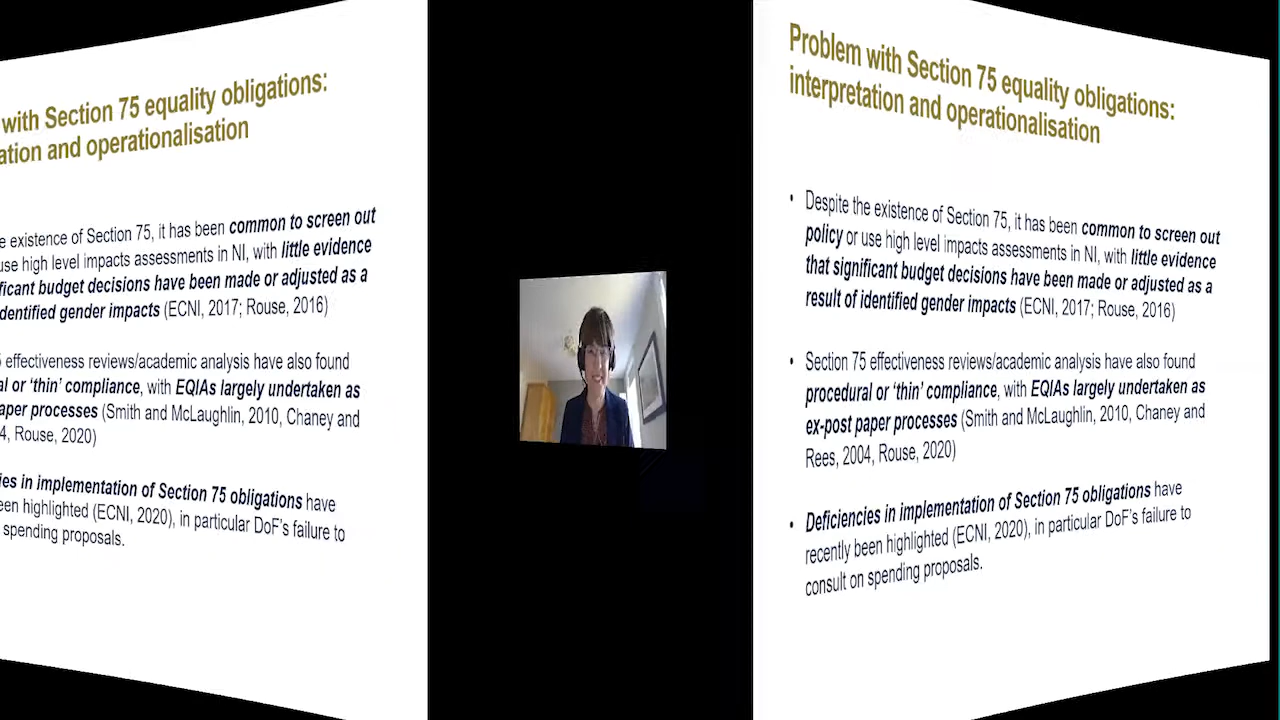 with Section 75 equality obligations:
ation and operationalisation
e existence of Section 75, it has been common to screen out
use high level impacts assessments in NI, with little evidence
ficant budget decisions have been made or adjusted as a
identified gender impacts (ECNI, 2017; Rouse, 2016)
5 effectiveness reviews/academic analysis have also found
al or ‘thin’ compliance, with EQIAs largely undertaken as
aper processes (Smith and McLaughlin, 2010, Chaney and
4, Rouse, 2020)
ies in implementation of Section 75 obligations have
een highlighted (ECNI, 2020), in particular DoF’s failure to
spending proposals.
Problem with Section 75 equality obligations:
interpretation and operationalisation
• Despite the existence of Section 75, it has been common to screen out
policy or use high level impacts assessments in NI, with little evidence
that significant budget decisions have been made or adjusted as a
result of identified gender impacts (ECNI, 2017; Rouse, 2016)
• Section 75 effectiveness reviews/academic analysis have also found
procedural or ‘thin’ compliance, with EQIAs largely undertaken as
ex-post paper processes (Smith and McLaughlin, 2010, Chaney and
Rees, 2004, Rouse, 2020)
• Deficiencies in implementation of Section 75 obligations have
recently been highlighted (ECNI, 2020), in particular DoF’s failure to
consult on spending proposals.